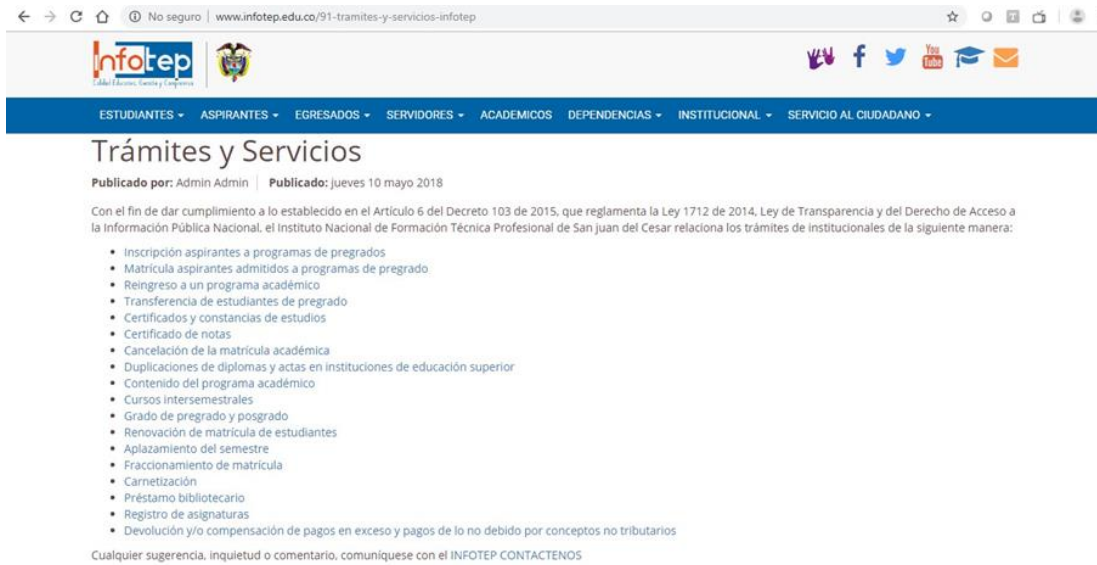 No seguro | www.infotep.edu.co/91-tramites-y-servicios-infotep
Infotep
ESTUDIANTES ASPIRANTES EGRESADOS SERVIDORES ACADEMICOS DEPENDENCIAS INSTITUCIONAL SERVICIO AL CIUDADANO
Trámites y Servicios
Publicado por: Admin Admin | Publicado: jueves 10 mayo 2018
Con el fin de dar cumplimiento a lo establecido en el Artículo 6 del Decreto 103 de 2015, que reglamenta la Ley 1712 de 2014, Ley de Transparencia y del Derecho de Acceso a
la Información Pública Nacional, el Instituto Nacional de Formación Técnica Profesional de San juan del Cesar relaciona los trámites de institucionales de la siguiente manera:
• Inscripción aspirantes a programas de pregrados
• Matrícula aspirantes admitidos a programas de pregrado
• Reingreso a un programa académico
• Transferencia de estudiantes de pregrado
• Certificados y constancias de estudios
• Certificado de notas
• Cancelación de la matrícula académica
• Duplicaciones de diplomas y actas en instituciones de educación superior
• Contenido del programa académico
• Cursos intersemestrales
• Grado de pregrado y posgrado
• Renovación de matrícula de estudiantes
• Aplazamiento del semestre
• Fraccionamiento de matrícula
• Carnetización
• Préstamo bibliotecario
• Registro de asignaturas
• Devolución y/o compensación de pagos en exceso y pagos de lo no debido por conceptos no tributarios
Cualquier sugerencia, inquietud o comentario, comuníquese con el INFOTEP CONTACTENOS